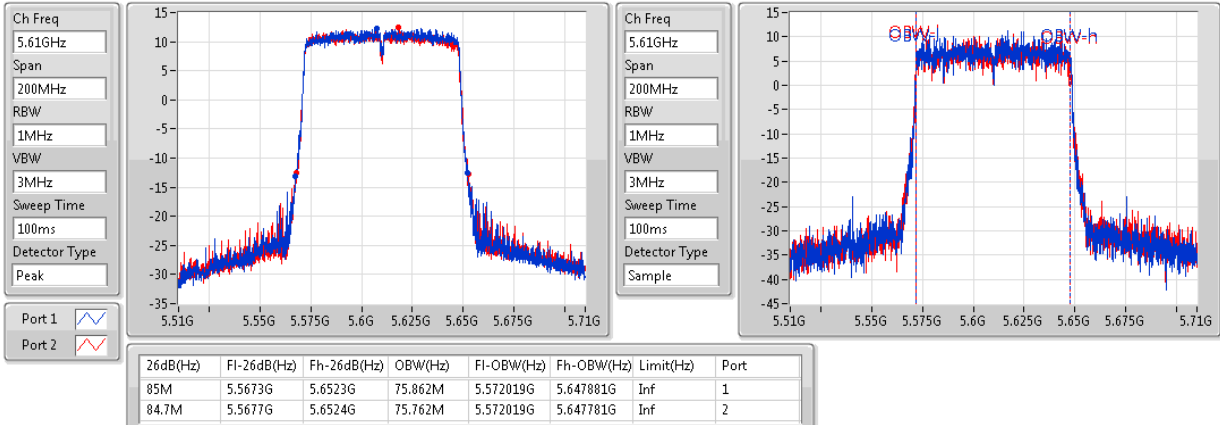 Ch Freq
5.61GHz
Span
200MHz
RBW
1MHz
VBW
3MHz
Sweep Time
100ms
Detector Type
Peak
Port 1
Port 2
15
10
5
0
-5
-10
-15
-20
-25
-30
-35
5.51G 5.55G 5.575G 5.6G 5.625G 5.65G 5.675G 5.71G
Ch Freq
5.61GHz
Span
200MHz
RBW
1MHz
VBW
3MHz
Sweep Time
100ms
Detector Type
Sample
15
10
5
0
-5
-10
-15
-20
-25
-30
-35
-40
-45
OBW- OBW-h
5.51G 5.55G 5.575G 5.6G 5.625G 5.65G 5.675G 5.71G
26dB(Hz) Fl-26dB(Hz) Fh-26dB(Hz) OBW(Hz) Fl-OBW(Hz) Fh-OBW(Hz) Limit(Hz) Port
85M 5.5673G 5.6523G 75.862M 5.572019G 5.647881G Inf 1
84.7M 5.5677G 5.6524G 75.762M 5.572019G 5.647781G Inf 2